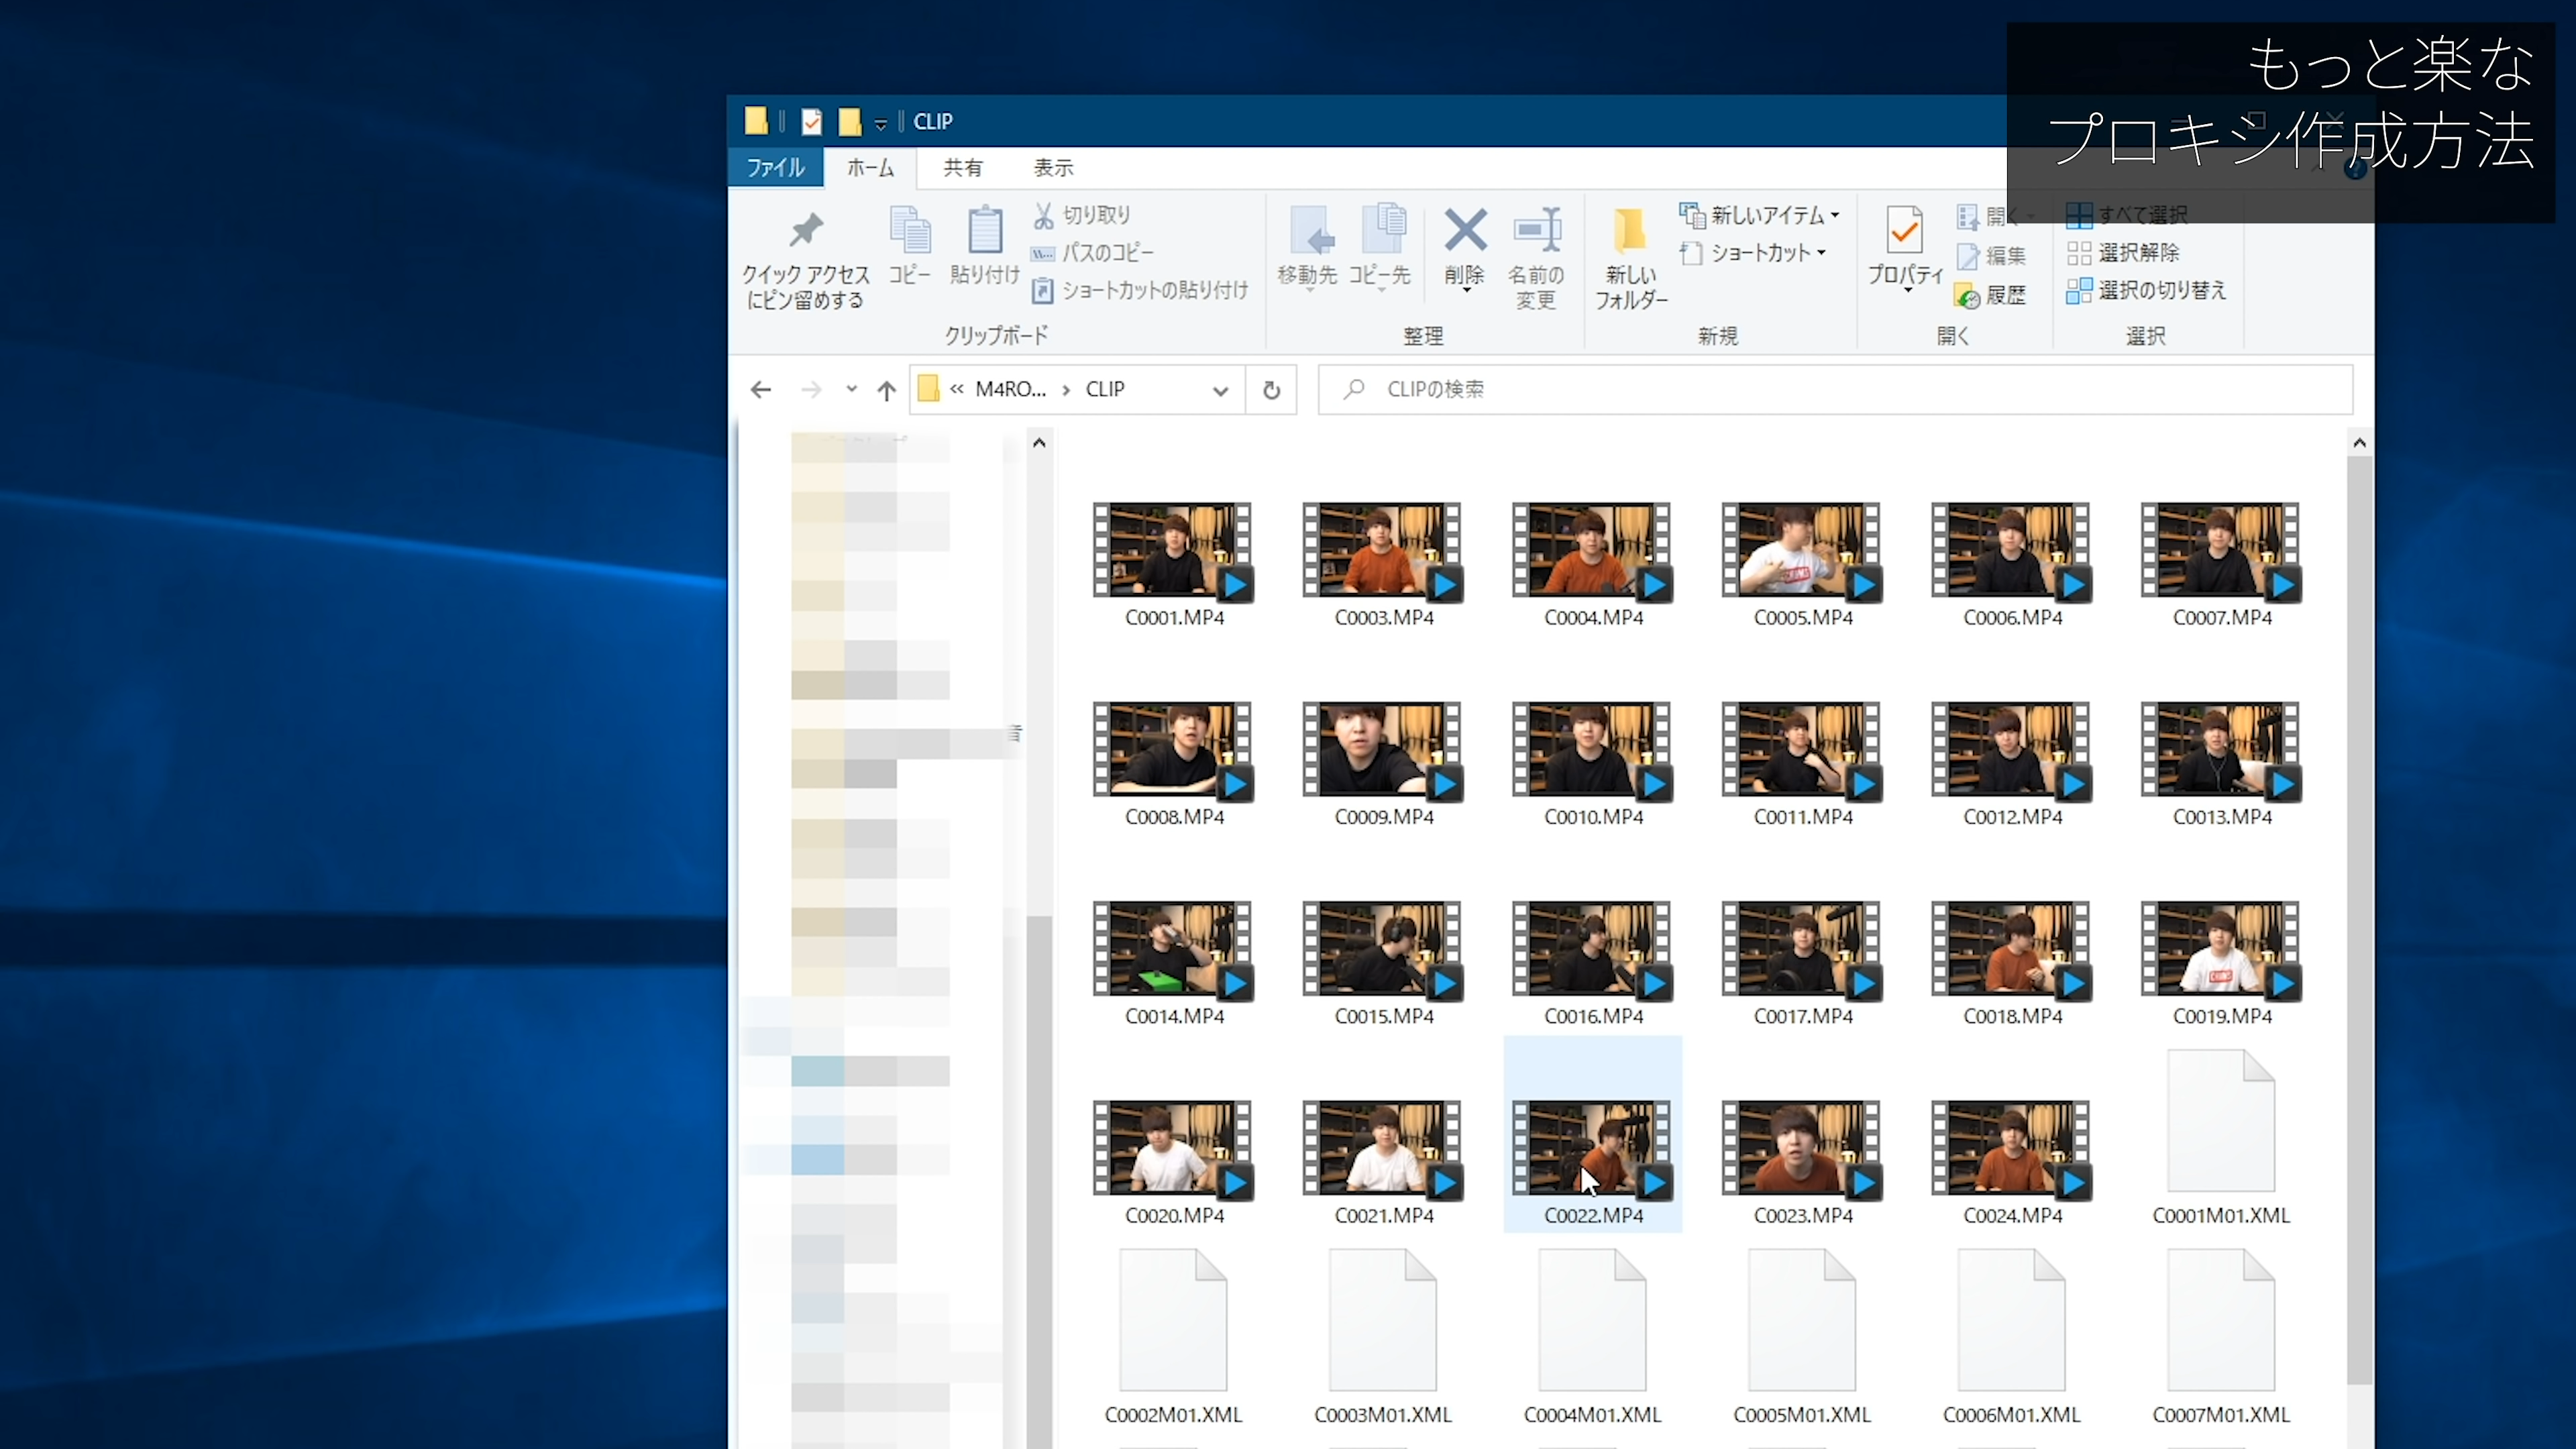 もっと楽な
プロキシ作成方法
CLIP
ファイル ホーム 共有 表示
クイック アクセス
にピン留めする
コピー
貼り付け
切り取り
パスのコピー
ショートカットの貼り付け
クリップボード
移動先
コピー先
削除
名前の
変更
整理
新しい
フォルダー
新しいアイテム
ショートカット
新規
プロパティ
開く
編集
履歴
開く
すべて選択
選択解除
選択の切り替え
選択
« M4RO... › CLIP
CLIPの検索
音
C0001.MP4 C0003.MP4 C0004.MP4 C0005.MP4 C0006.MP4 C0007.MP4
C0008.MP4 C0009.MP4 C0010.MP4 C0011.MP4 C0012.MP4 C0013.MP4
C0014.MP4 C0015.MP4 C0016.MP4 C0017.MP4 C0018.MP4 C0019.MP4
C0020.MP4 C0021.MP4 C0022.MP4 C0023.MP4 C0024.MP4 C0001M01.XML
C0002M01.XML C0003M01.XML C0004M01.XML C0005M01.XML C0006M01.XML C0007M01.XML